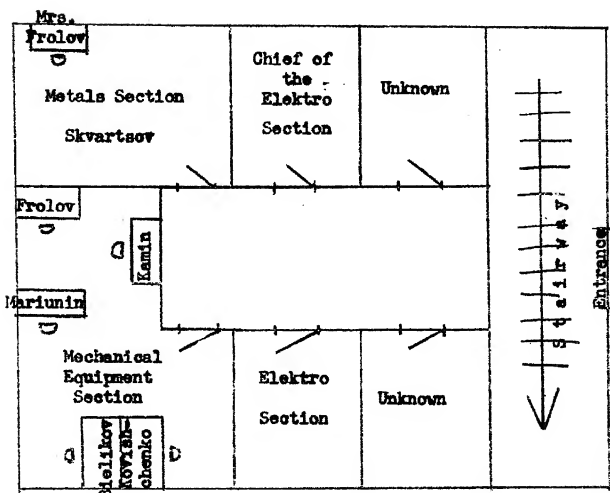 Mrs.
Frolov
Metals Section
Skvartsov
Chief of
the
Elektro
Section
Unknown
Stairway
Entrance
Frolov
Kamin
Mariunin
Mechanical
Equipment
Section
Elektro
Section
Unknown
Bielikov
Kovish-
chenko